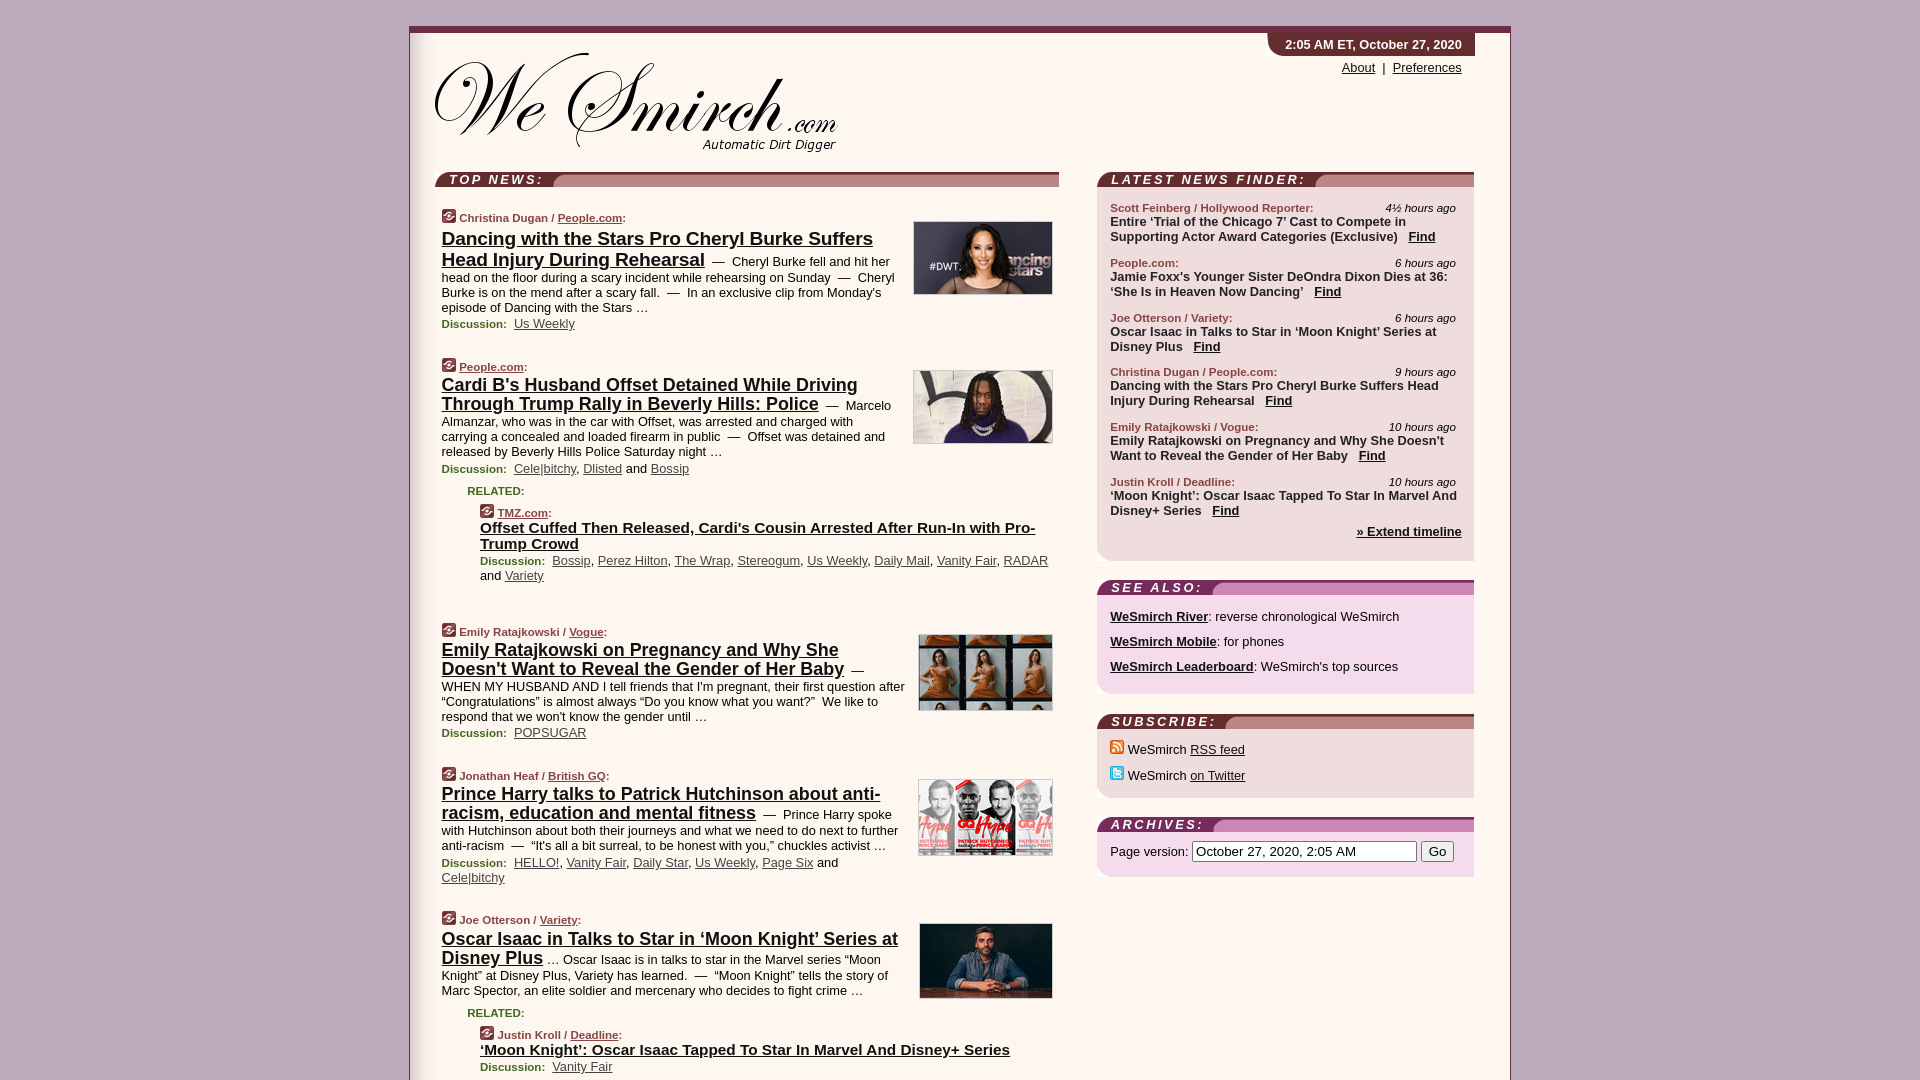 2:05 AM ET, October 27, 2020
About | Preferences
We Smirch .com
Automatic Dirt Digger
TOP NEWS:
Christina Dugan / People.com:
Dancing with the Stars Pro Cheryl Burke Suffers
Head Injury During Rehearsal — Cheryl Burke fell and hit her
head on the floor during a scary incident while rehearsing on Sunday — Cheryl
Burke is on the mend after a scary fall. — In an exclusive clip from Monday's
episode of Dancing with the Stars …
Discussion: Us Weekly
#DWT
ancing
stars
People.com:
Cardi B's Husband Offset Detained While Driving
Through Trump Rally in Beverly Hills: Police — Marcelo
Almanzar, who was in the car with Offset, was arrested and charged with
carrying a concealed and loaded firearm in public — Offset was detained and
released by Beverly Hills Police Saturday night …
Discussion: Cele|bitchy, Dlisted and Bossip
RELATED:
TMZ.com:
Offset Cuffed Then Released, Cardi's Cousin Arrested After Run-In with Pro-
Trump Crowd
Discussion: Bossip, Perez Hilton, The Wrap, Stereogum, Us Weekly, Daily Mail, Vanity Fair, RADAR
and Variety
Emily Ratajkowski / Vogue:
Emily Ratajkowski on Pregnancy and Why She
Doesn't Want to Reveal the Gender of Her Baby —
WHEN MY HUSBAND AND I tell friends that I'm pregnant, their first question after
“Congratulations” is almost always “Do you know what you want?” We like to
respond that we won't know the gender until …
Discussion: POPSUGAR
Jonathan Heaf / British GQ:
Prince Harry talks to Patrick Hutchinson about anti-
racism, education and mental fitness — Prince Harry spoke
with Hutchinson about both their journeys and what we need to do next to further
anti-racism — “It's all a bit surreal, to be honest with you,” chuckles activist …
Discussion: HELLO!, Vanity Fair, Daily Star, Us Weekly, Page Six and
Cele|bitchy
GQ Hype
PATRICK HUTCHINSON
PRINCE HARRY
Joe Otterson / Variety:
Oscar Isaac in Talks to Star in ‘Moon Knight’ Series at
Disney Plus … Oscar Isaac is in talks to star in the Marvel series “Moon
Knight” at Disney Plus, Variety has learned. — “Moon Knight” tells the story of
Marc Spector, an elite soldier and mercenary who decides to fight crime …
RELATED:
Justin Kroll / Deadline:
‘Moon Knight’: Oscar Isaac Tapped To Star In Marvel And Disney+ Series
Discussion: Vanity Fair
LATEST NEWS FINDER:
Scott Feinberg / Hollywood Reporter: 4½ hours ago
Entire ‘Trial of the Chicago 7’ Cast to Compete in
Supporting Actor Award Categories (Exclusive) Find
People.com: 6 hours ago
Jamie Foxx's Younger Sister DeOndra Dixon Dies at 36:
‘She Is in Heaven Now Dancing’ Find
Joe Otterson / Variety: 6 hours ago
Oscar Isaac in Talks to Star in ‘Moon Knight’ Series at
Disney Plus Find
Christina Dugan / People.com: 9 hours ago
Dancing with the Stars Pro Cheryl Burke Suffers Head
Injury During Rehearsal Find
Emily Ratajkowski / Vogue: 10 hours ago
Emily Ratajkowski on Pregnancy and Why She Doesn't
Want to Reveal the Gender of Her Baby Find
Justin Kroll / Deadline: 10 hours ago
‘Moon Knight’: Oscar Isaac Tapped To Star In Marvel And
Disney+ Series Find
» Extend timeline
SEE ALSO:
WeSmirch River: reverse chronological WeSmirch
WeSmirch Mobile: for phones
WeSmirch Leaderboard: WeSmirch's top sources
SUBSCRIBE:
WeSmirch RSS feed
WeSmirch on Twitter
ARCHIVES:
Page version: October 27, 2020, 2:05 AM Go